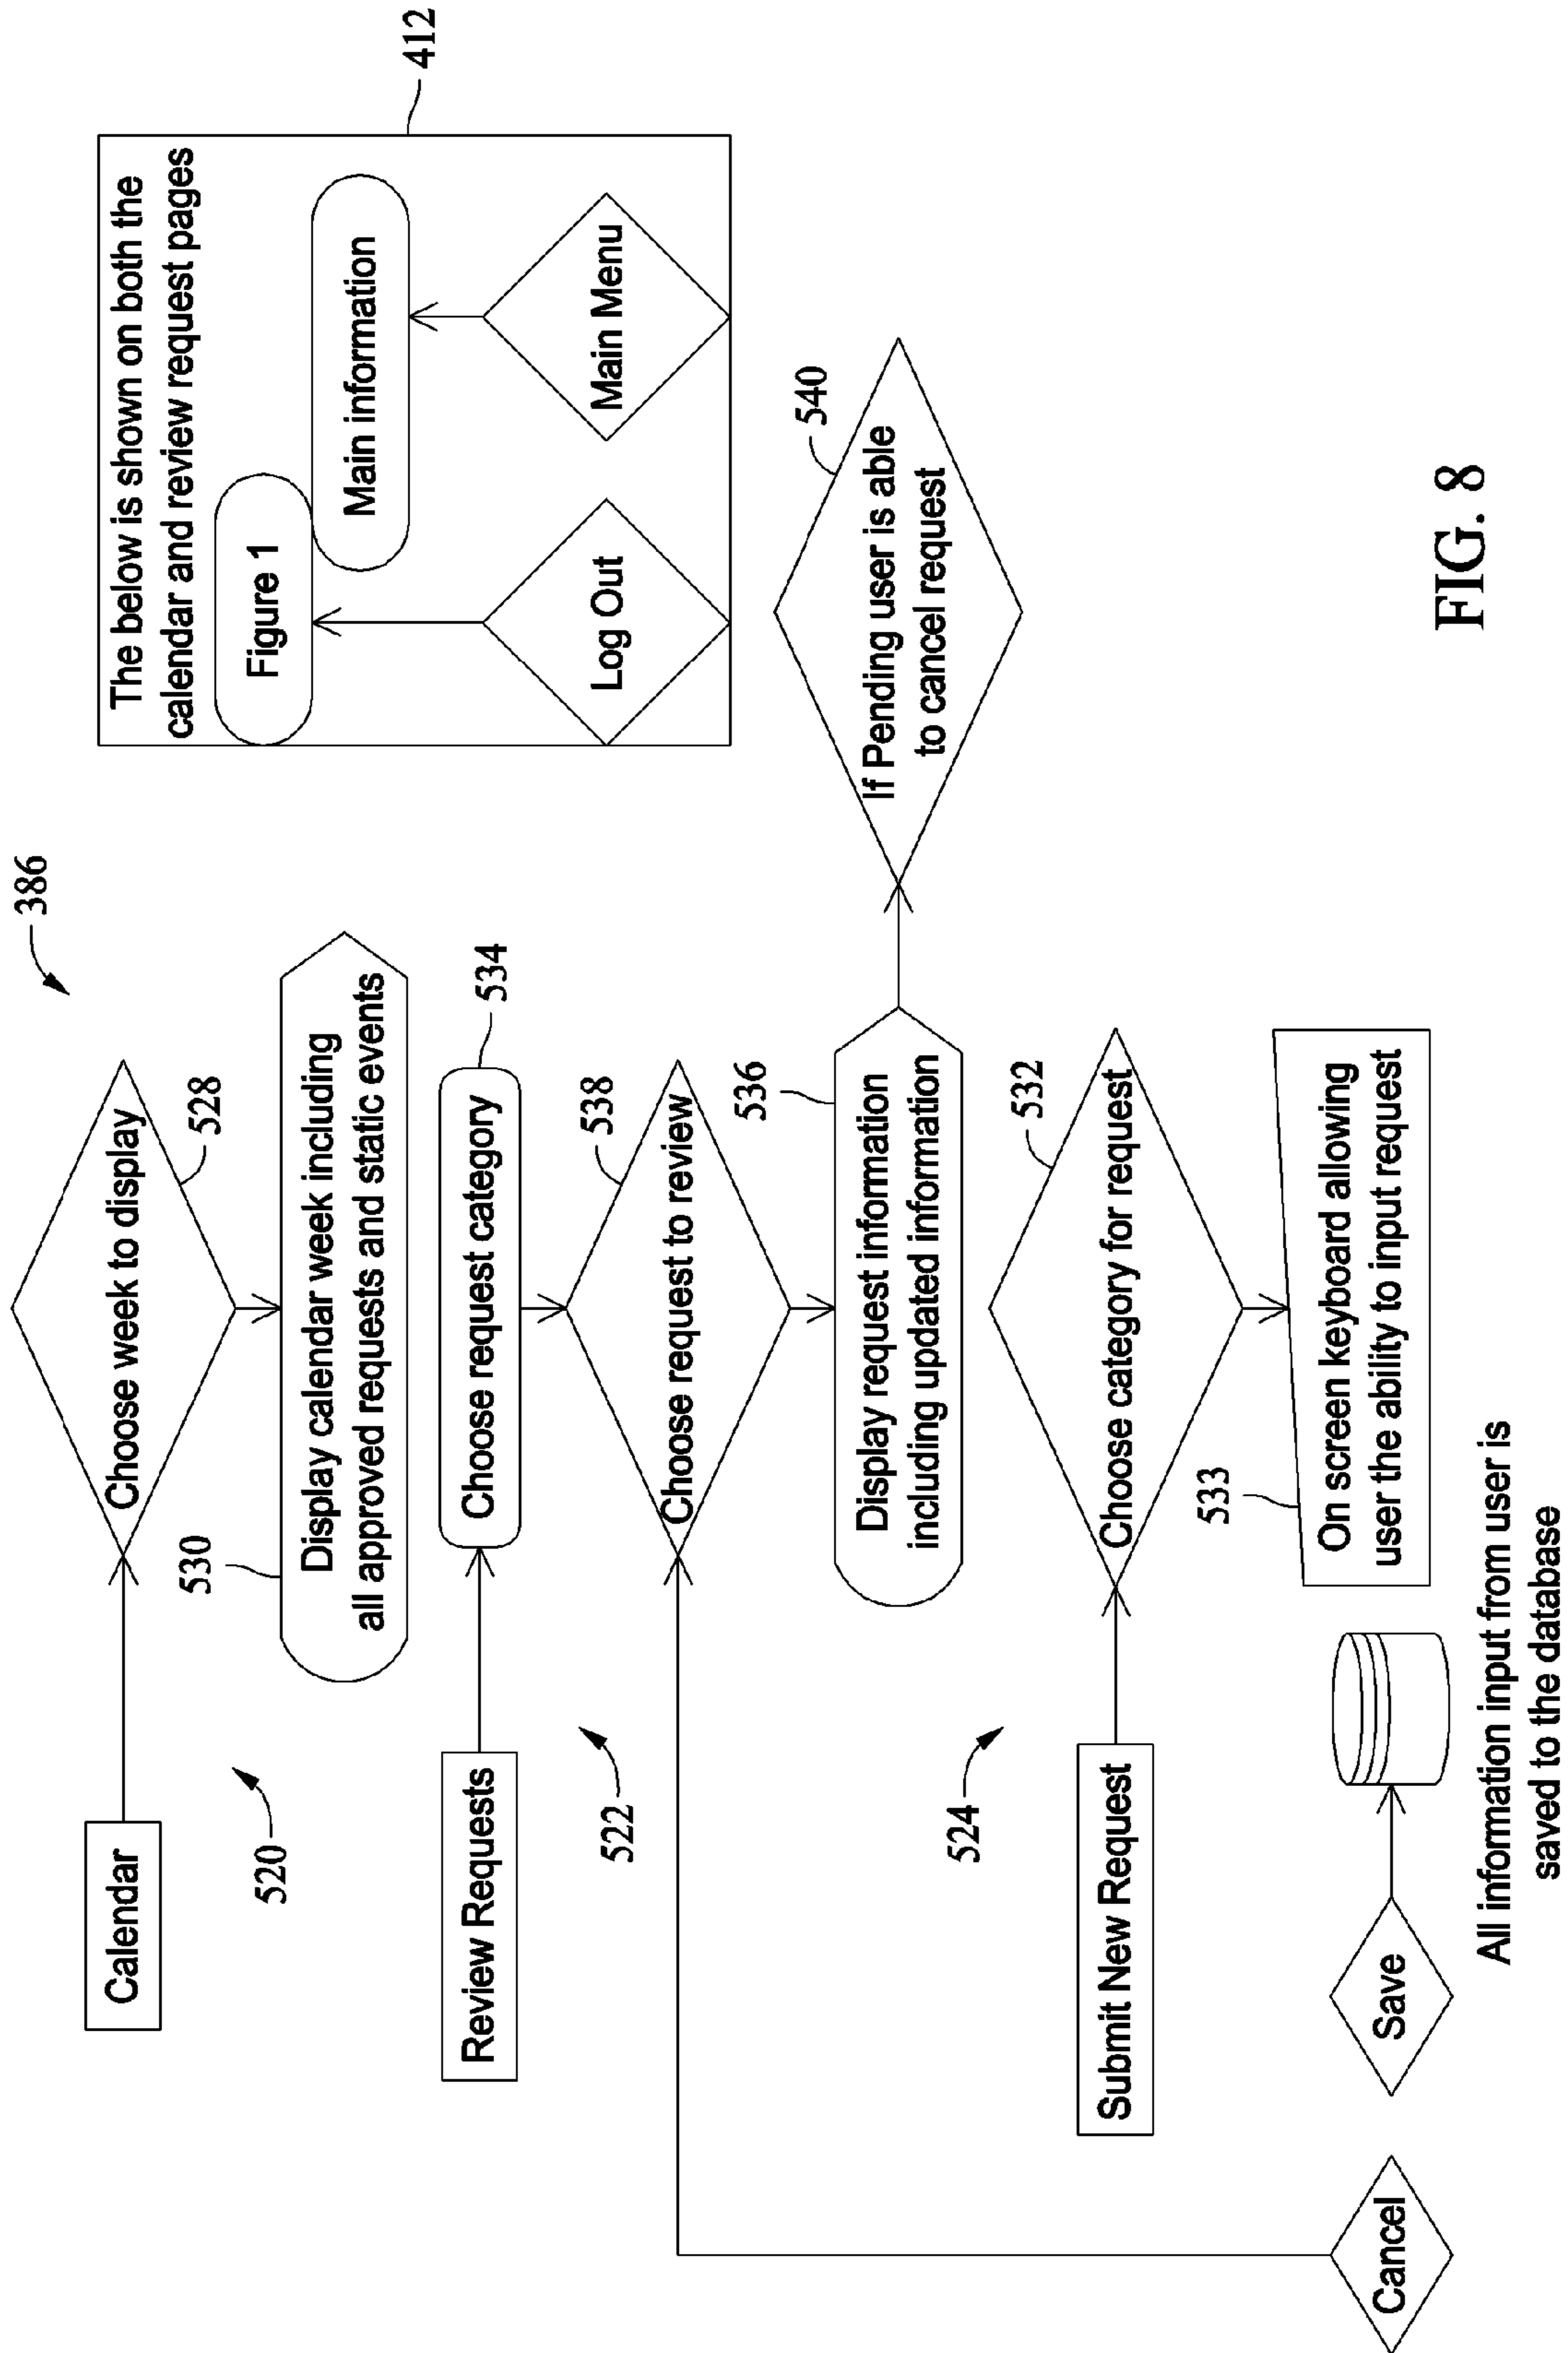 386
Calendar
Choose week to display
528
520
530
Display calendar week including
all approved requests and static events
The below is shown on both the
calendar and review request pages
Figure 1
Main information
Log Out
Main Menu
412
Review Requests
Choose request category
534
522
Choose request to review
538
536
Display request information
including updated information
540
If Pending user is able
to cancel request
524
Submit New Request
Choose category for request
532
533
On screen keyboard allowing
user the ability to input request
Cancel
Save
All information input from user is
saved to the database
FIG. 8